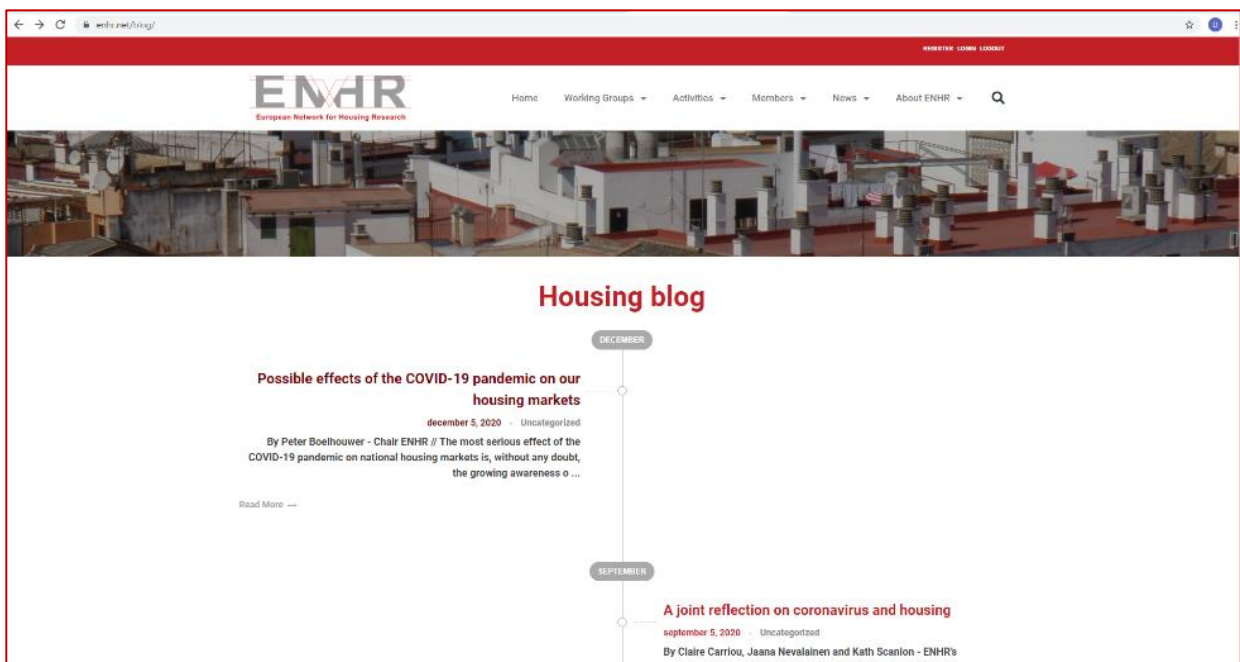 enhr.net/blog/
REGISTER LOGIN LOGOUT
ENHR
European Network for Housing Research
Home Working Groups Activities Members News About ENHR
Housing blog
DECEMBER
Possible effects of the COVID-19 pandemic on our
housing markets
december 5, 2020 - Uncategorized
By Peter Boelhouwer - Chair ENHR // The most serious effect of the
COVID-19 pandemic on national housing markets is, without any doubt,
the growing awareness o ...
Read More →
SEPTEMBER
A joint reflection on coronavirus and housing
september 5, 2020 - Uncategorized
By Claire Carriou, Jaana Nevalainen and Kath Scanlon - ENHR's